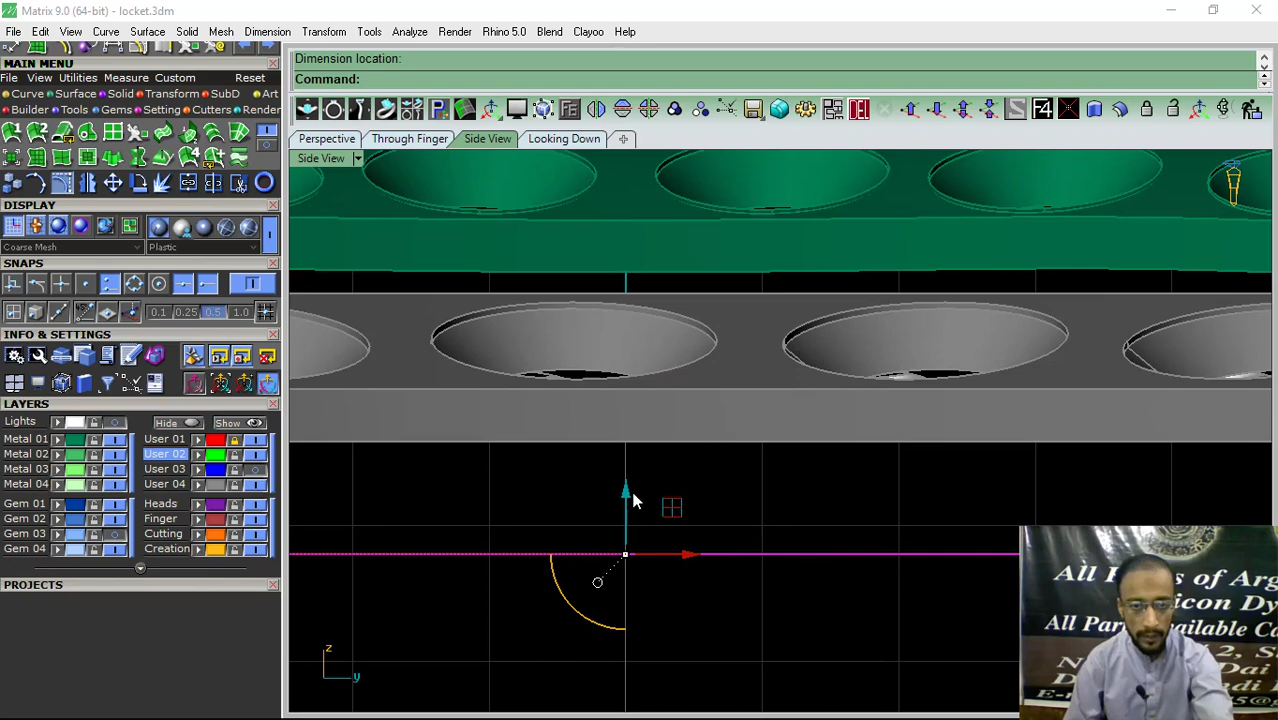 Matrix 9.0 (64-bit) - locket.3dm
File Edit View Curve Surface Solid Mesh Dimension Transform Tools Analyze Render Rhino 5.0 Blend Clayoo Help
MAIN MENU
File View Utilities Measure Custom Reset
Curve Surface Solid Transform SubD Art
Builder Tools Gems Setting Cutters Render
DISPLAY
Coarse Mesh Plastic
SNAPS
0.1 0.25 0.5 1.0
INFO & SETTINGS
LAYERS
Lights Hide Show
Metal 01 User 01
Metal 02 User 02
Metal 03 User 03
Metal 04 User 04
Gem 01 Heads
Gem 02 Finger
Gem 03 Cutting
Gem 04 Creation
PROJECTS
Dimension location:
Command:
F4
DEL
Perspective Through Finger Side View Looking Down
Side View
z
y
All
of Arg
icon Dy
All Par
vailable Ca